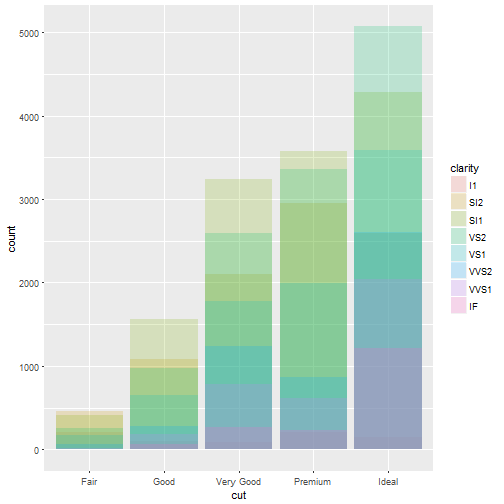 5000
4000
3000
2000
1000
0
count
Fair Good Very Good Premium Ideal
cut
clarity
I1
SI2
SI1
VS2
VS1
VVS2
VVS1
IF